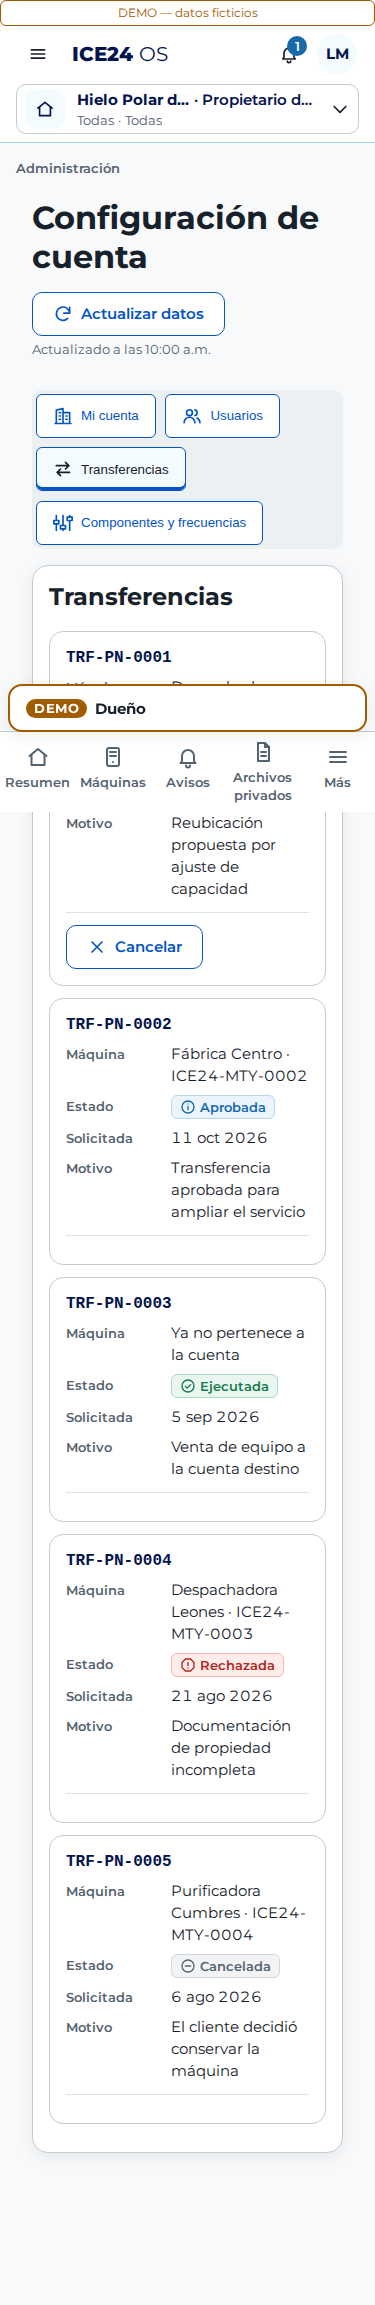 DEMO — datos ficticios
ICE24 OS
1
LM
Hielo Polar d... · Propietario d...
Todas · Todas
Administración
Configuración de
cuenta
Actualizar datos
Actualizado a las 10:00 a.m.
Mi cuenta
Usuarios
Transferencias
Componentes y frecuencias
Transferencias
TRF-PN-0001
DEMO Dueño
Resumen
Máquinas
Avisos
Archivos
privados
Más
Motivo
Reubicación
propuesta por
ajuste de
capacidad
Cancelar
TRF-PN-0002
Máquina
Fábrica Centro ·
ICE24-MTY-0002
Estado
Aprobada
Solicitada
11 oct 2026
Motivo
Transferencia
aprobada para
ampliar el servicio
TRF-PN-0003
Máquina
Ya no pertenece a
la cuenta
Estado
Ejecutada
Solicitada
5 sep 2026
Motivo
Venta de equipo a
la cuenta destino
TRF-PN-0004
Máquina
Despachadora
Leones · ICE24-
MTY-0003
Estado
Rechazada
Solicitada
21 ago 2026
Motivo
Documentación
de propiedad
incompleta
TRF-PN-0005
Máquina
Purificadora
Cumbres · ICE24-
MTY-0004
Estado
Cancelada
Solicitada
6 ago 2026
Motivo
El cliente decidió
conservar la
máquina